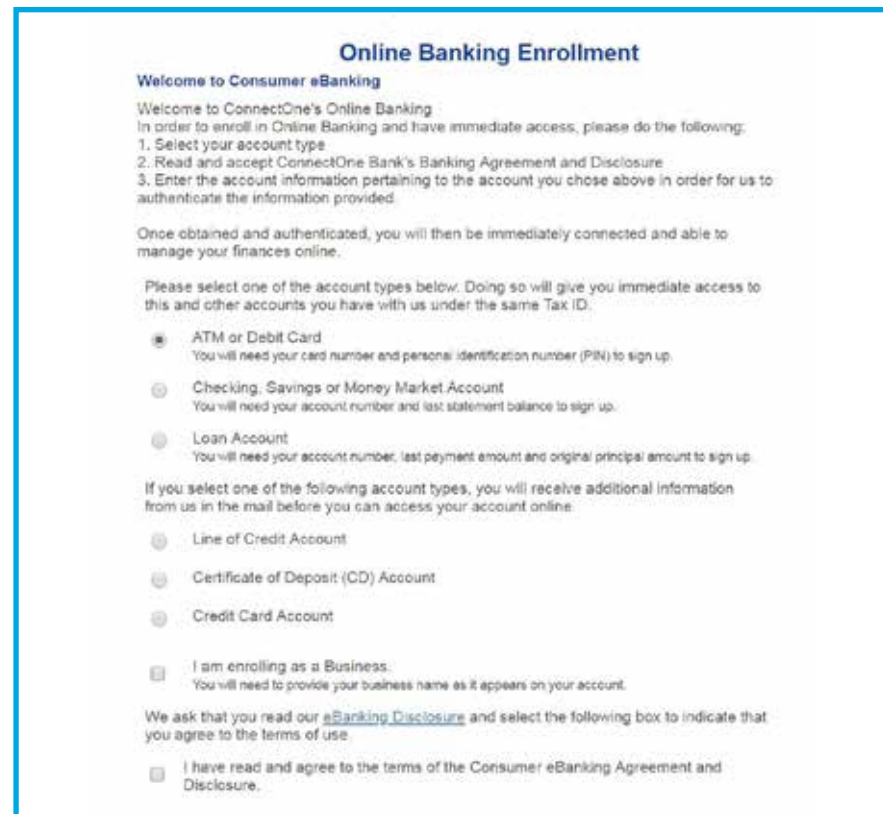 Online Banking Enrollment
Welcome to Consumer eBanking
Welcome to ConnectOne's Online Banking
In order to enroll in Online Banking and have immediate access, please do the following:
1. Select your account type
2. Read and accept ConnectOne Bank's Banking Agreement and Disclosure
3. Enter the account information pertaining to the account you chose above in order for us to
authenticate the information provided.
Once obtained and authenticated, you will then be immediately connected and able to
manage your finances online.
Please select one of the account types below. Doing so will give you immediate access to
this and other accounts you have with us under the same Tax ID.
ATM or Debit Card
You will need your card number and personal identification number (PIN) to sign up.
Checking, Savings or Money Market Account
You will need your account number and last statement balance to sign up.
Loan Account
You will need your account number, last payment amount and original principal amount to sign up.
If you select one of the following account types, you will receive additional information
from us in the mail before you can access your account online.
Line of Credit Account
Certificate of Deposit (CD) Account
Credit Card Account
I am enrolling as a Business.
You will need to provide your business name as it appears on your account.
We ask that you read our eBanking Disclosure and select the following box to indicate that
you agree to the terms of use.
I have read and agree to the terms of the Consumer eBanking Agreement and
Disclosure.